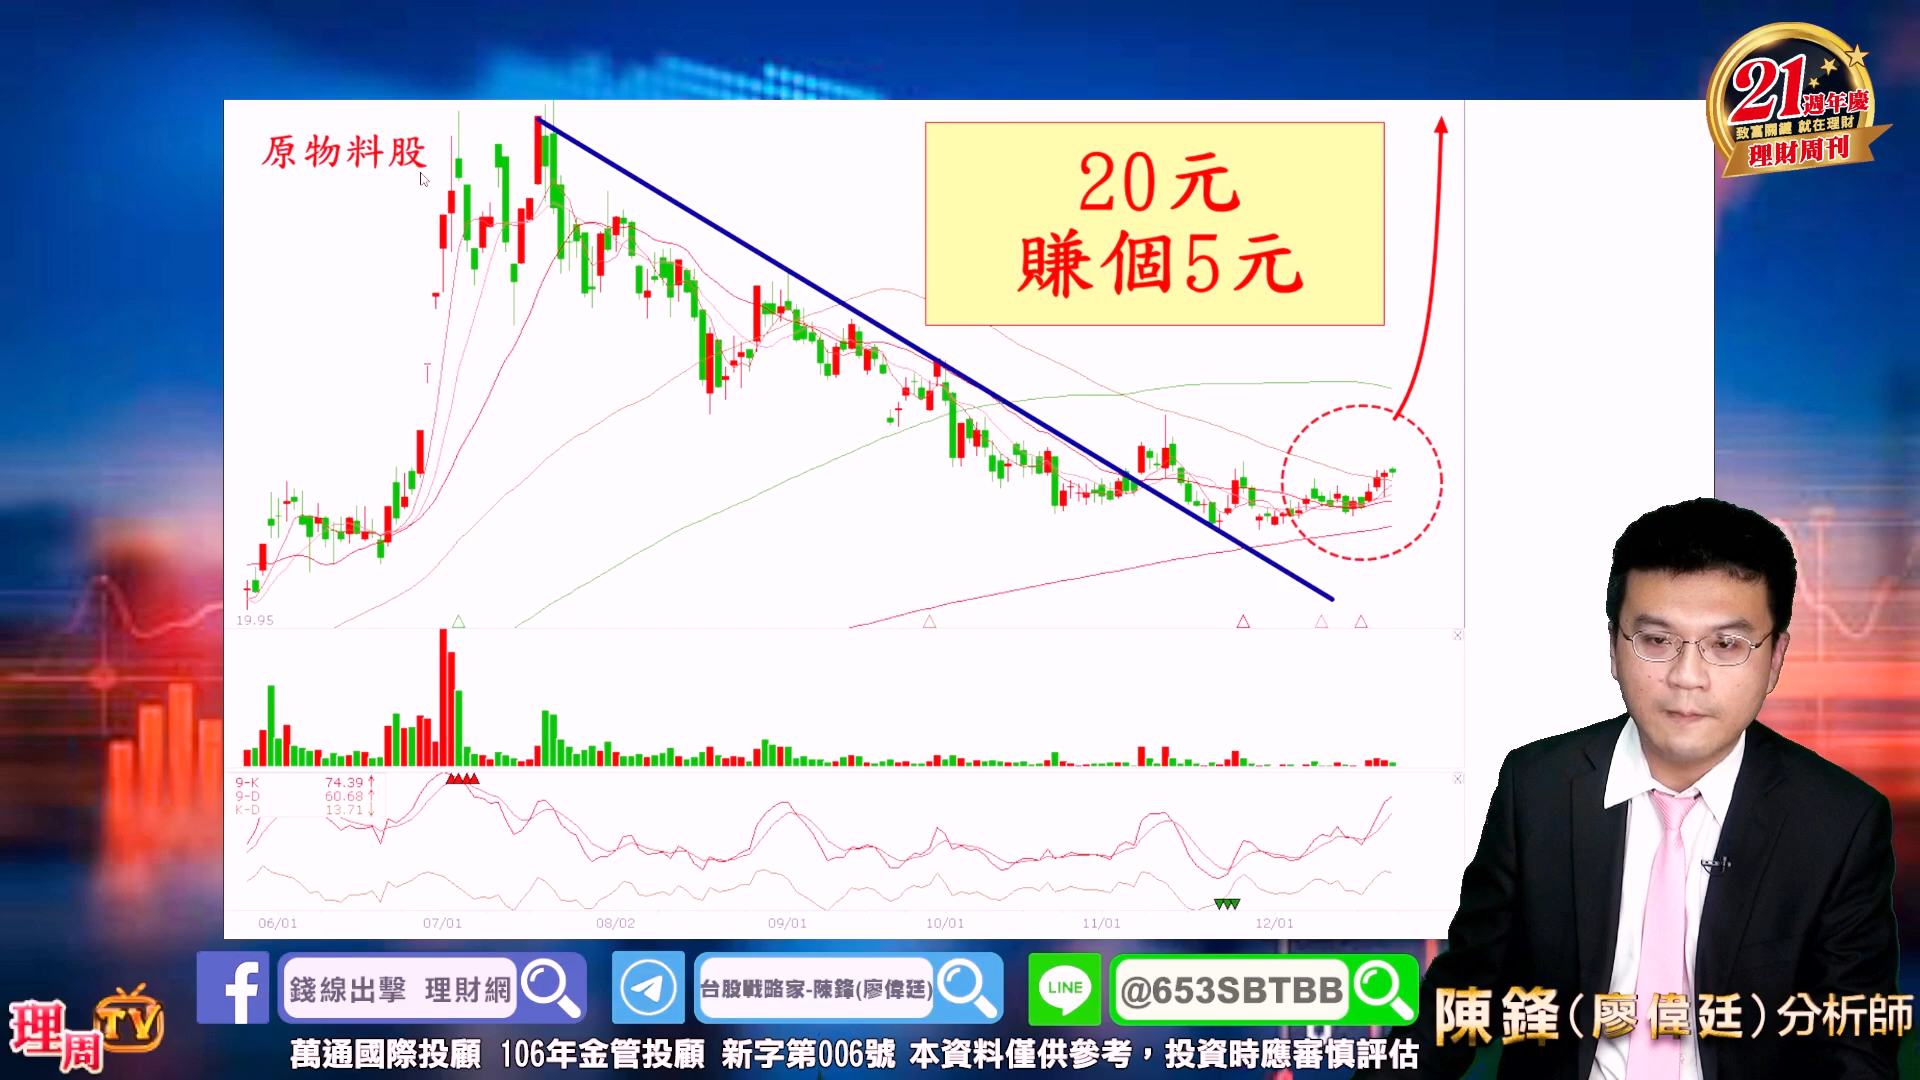 21週年慶
致富關鍵 就在理財
理財周刊
原物料股
20元
賺個5元
19.95
9-K 74.39↑
9-D 60.68↑
K-D 13.71↓
06/01 07/01 08/02 09/01 10/01 11/01 12/01
錢線出擊 理財網
台股戰略家-陳鋒(廖偉廷)
LINE
@653SBTBB
理周TV
陳鋒(廖偉廷)分析師
萬通國際投顧 106年金管投顧 新字第006號 本資料僅供參考，投資時應審慎評估